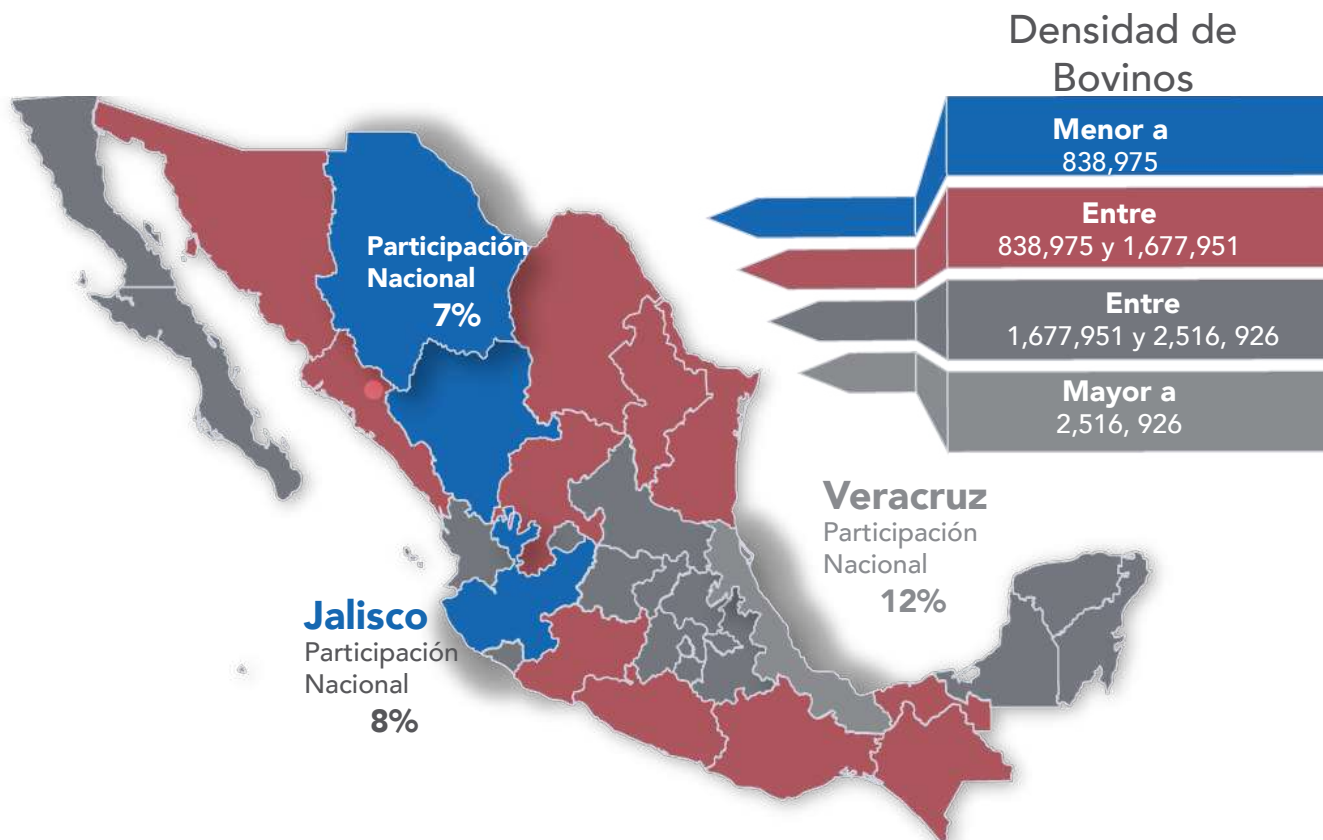 Densidad de
Bovinos
Menor a
838,975
Entre
838,975 y 1,677,951
Entre
1,677,951 y 2,516, 926
Mayor a
2,516, 926
Participación
Nacional
7%
Veracruz
Participación
Nacional
12%
Jalisco
Participación
Nacional
8%